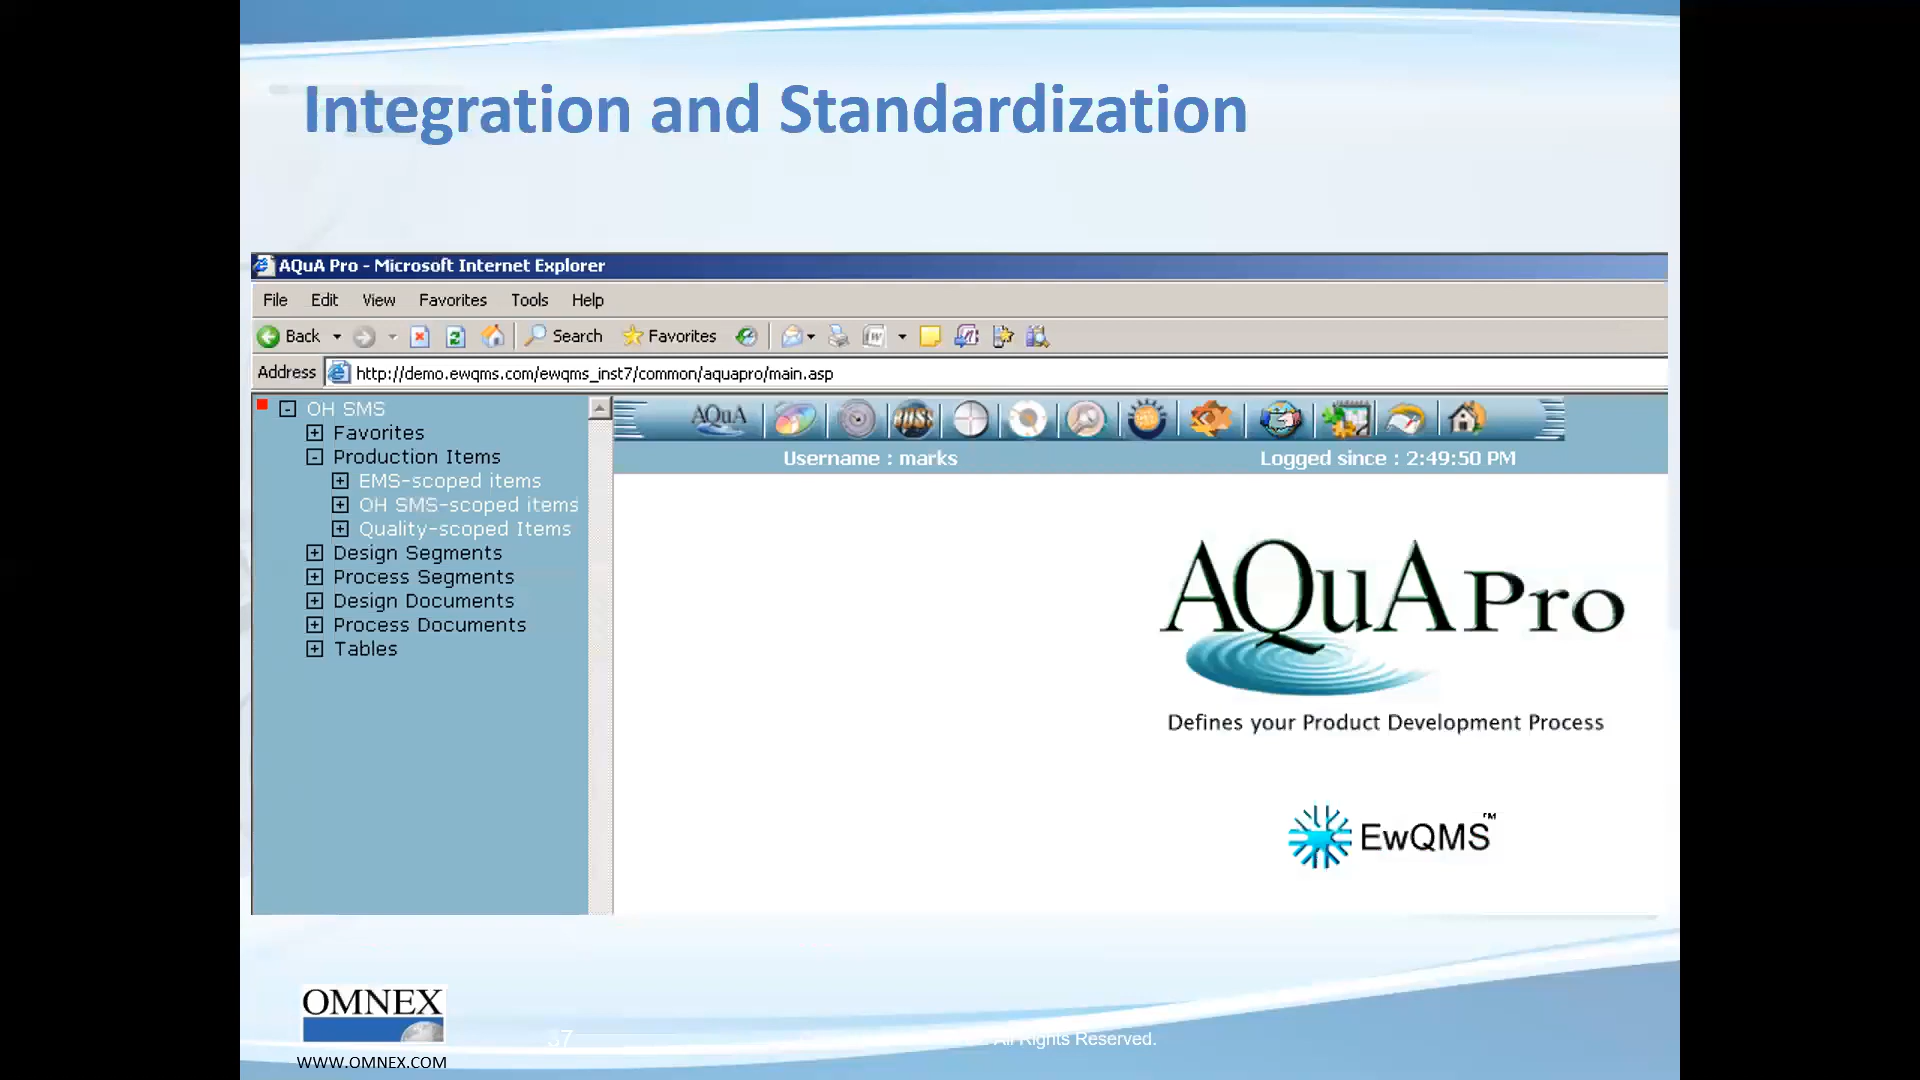 Integration and Standardization
AQuA Pro - Microsoft Internet Explorer
File Edit View Favorites Tools Help
Back Search Favorites
Address http://demo.ewqms.com/ewqms_inst7/common/aquapro/main.asp
OH SMS
Favorites
Production Items
EMS-scoped items
OH SMS-scoped items
Quality-scoped Items
Design Segments
Process Segments
Design Documents
Process Documents
Tables
AQuA
Username : marks Logged since : 2:49:50 PM
AQuA Pro
Defines your Product Development Process
EwQMS™
OMNEX
WWW.OMNEX.COM
37
All Rights Reserved.